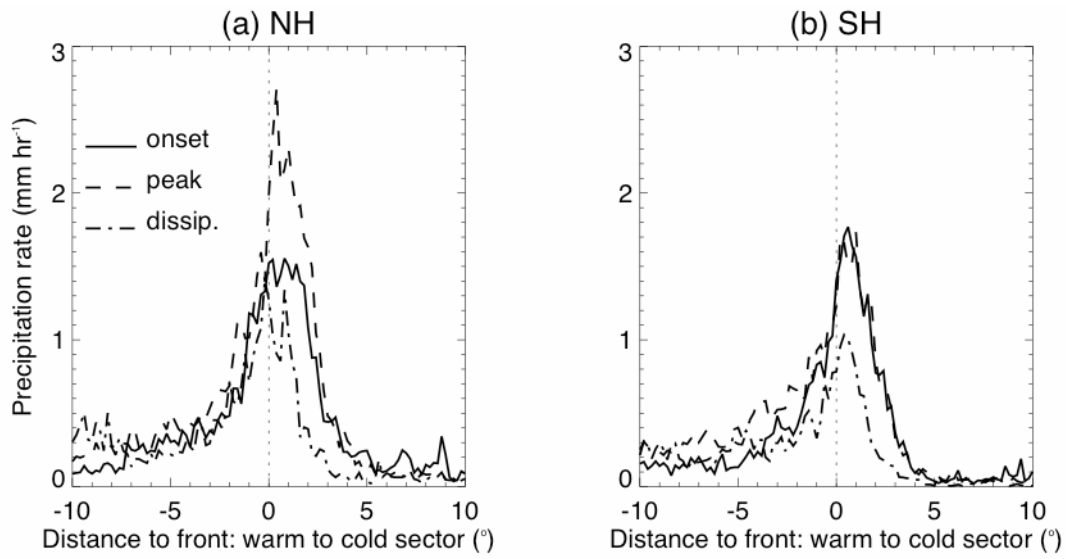 (a) NH
(b) SH
Precipitation rate (mm hr⁻¹)
3
2
1
0
onset
peak
dissip.
-10 -5 0 5 10
Distance to front: warm to cold sector (°)
3
2
1
0
-10 -5 0 5 10
Distance to front: warm to cold sector (°)